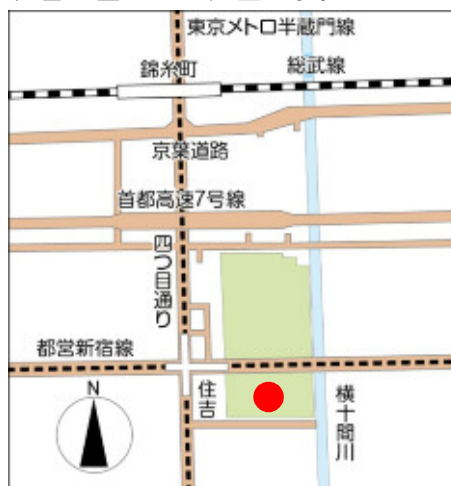 東京メトロ半蔵門線
錦糸町
総武線
京葉道路
首都高速7号線
四つ目通り
都営新宿線
住吉
横十間川
N